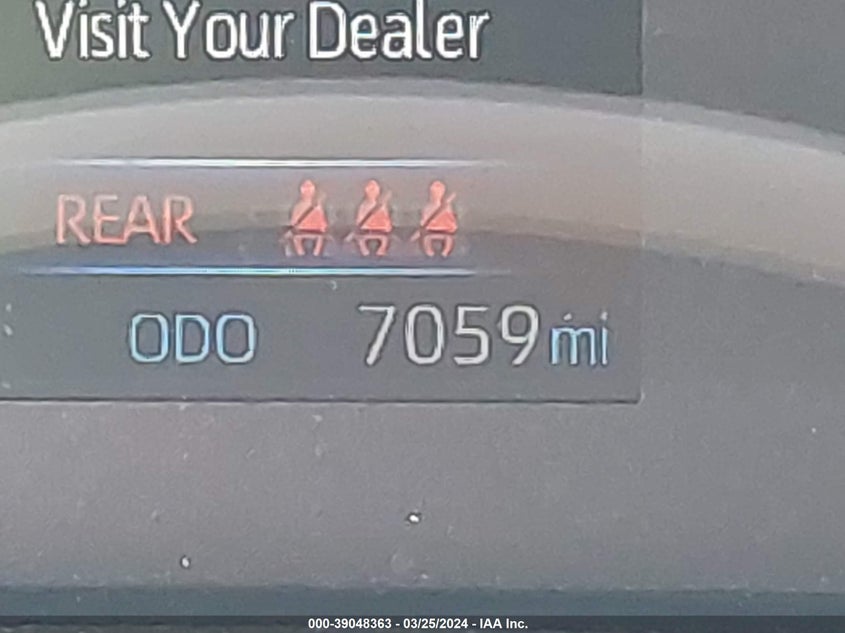 Visit Your Dealer
REAR
ODO 7059 mi
000-39048363 - 03/25/2024 - IAA Inc.